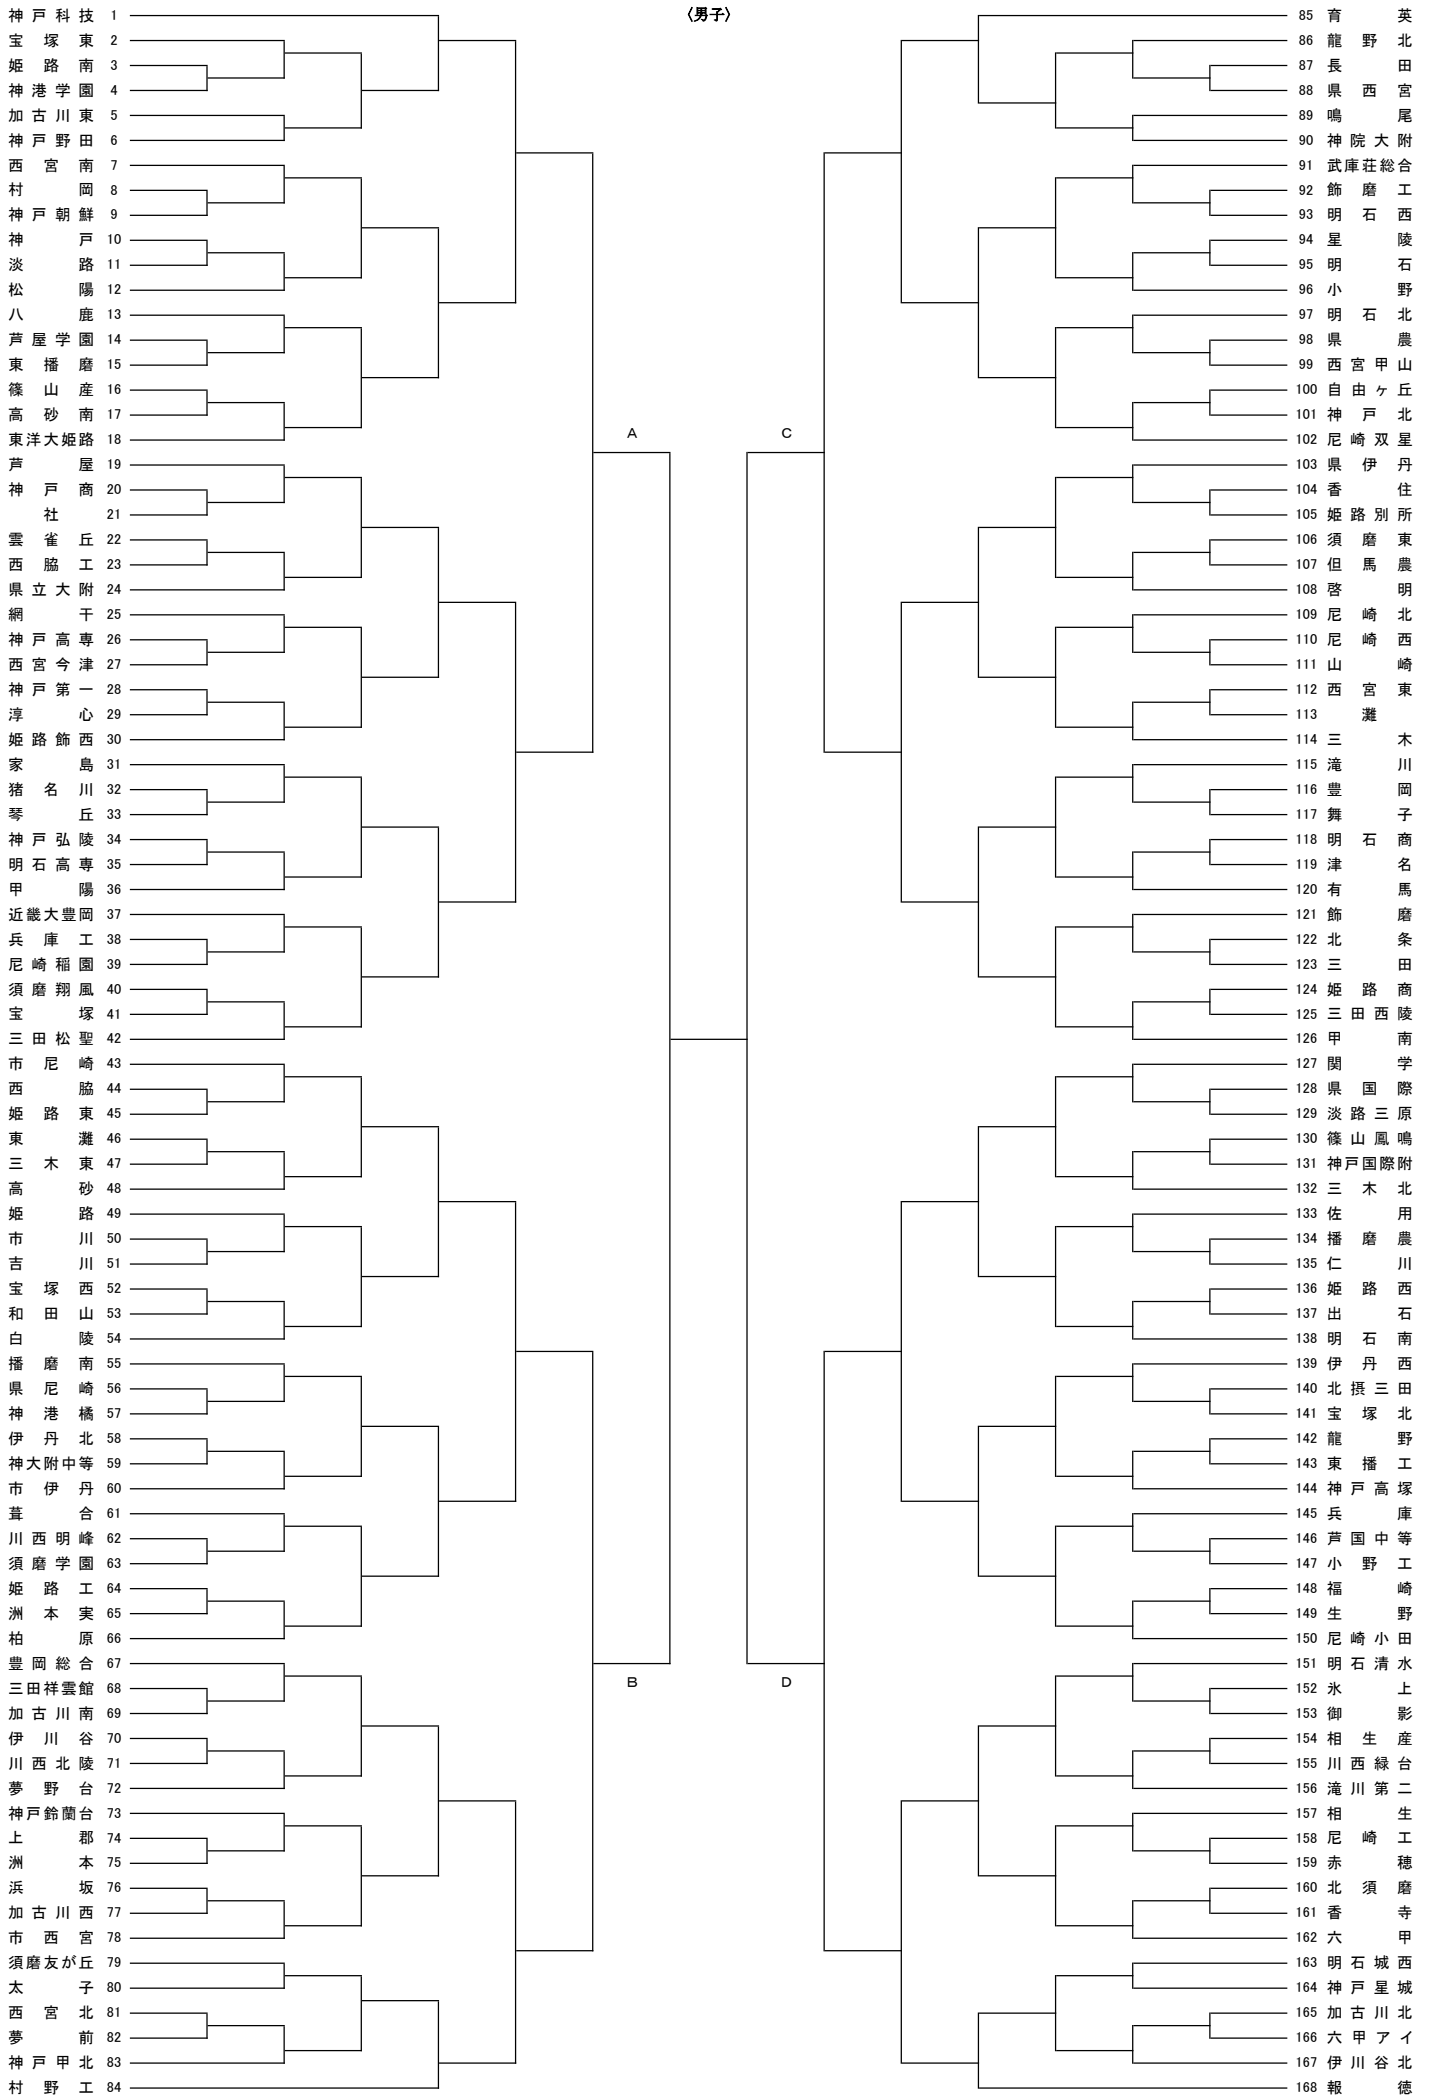 〈男子〉
神戸科技 1
宝塚東 2
姫路南 3
神港学園 4
加古川東 5
神戸野田 6
西宮南 7
村岡 8
神戸朝鮮 9
神戸 10
淡路 11
松陽 12
八鹿 13
芦屋学園 14
東播磨 15
篠山産 16
高砂南 17
東洋大姫路 18
芦屋 19
神戸商 20
社 21
雲雀丘 22
西脇工 23
県立大附 24
網干 25
神戸高専 26
西宮今津 27
神戸第一 28
淳心 29
姫路飾西 30
家島 31
猪名川 32
琴丘 33
神戸弘陵 34
明石高専 35
甲陽 36
近畿大豊岡 37
兵庫工 38
尼崎稲園 39
須磨翔風 40
宝塚 41
三田松聖 42
市尼崎 43
西脇 44
姫路東 45
東灘 46
三木東 47
高砂 48
姫路 49
市川 50
吉川 51
宝塚西 52
和田山 53
白陵 54
播磨南 55
県尼崎 56
神港橘 57
伊丹北 58
神大附中等 59
市伊丹 60
葺合 61
川西明峰 62
須磨学園 63
姫路工 64
洲本実 65
柏原 66
豊岡総合 67
三田祥雲館 68
加古川南 69
伊川谷 70
川西北陵 71
夢野台 72
神戸鈴蘭台 73
上郡 74
洲本 75
浜坂 76
加古川西 77
市西宮 78
須磨友が丘 79
太子 80
西宮北 81
夢前 82
神戸甲北 83
村野工 84
A
B
C
D
85 育英
86 龍野北
87 長田
88 県西宮
89 鳴尾
90 神院大附
91 武庫荘総合
92 飾磨工
93 明石西
94 星陵
95 明石
96 小野
97 明石北
98 県農
99 西宮甲山
100 自由ヶ丘
101 神戸北
102 尼崎双星
103 県伊丹
104 香住
105 姫路別所
106 須磨東
107 但馬農
108 啓明
109 尼崎北
110 尼崎西
111 山崎
112 西宮東
113 灘
114 三木
115 滝川
116 豊岡
117 舞子
118 明石商
119 津名
120 有馬
121 飾磨
122 北条
123 三田
124 姫路商
125 三田西陵
126 甲南
127 関学
128 県国際
129 淡路三原
130 篠山鳳鳴
131 神戸国際附
132 三木北
133 佐用
134 播磨農
135 仁川
136 姫路西
137 出石
138 明石南
139 伊丹西
140 北摂三田
141 宝塚北
142 龍野
143 東播工
144 神戸高塚
145 兵庫
146 芦国中等
147 小野工
148 福崎
149 生野
150 尼崎小田
151 明石清水
152 氷上
153 御影
154 相生産
155 川西緑台
156 滝川第二
157 相生
158 尼崎工
159 赤穂
160 北須磨
161 香寺
162 六甲
163 明石城西
164 神戸星城
165 加古川北
166 六甲アイ
167 伊川谷北
168 報徳